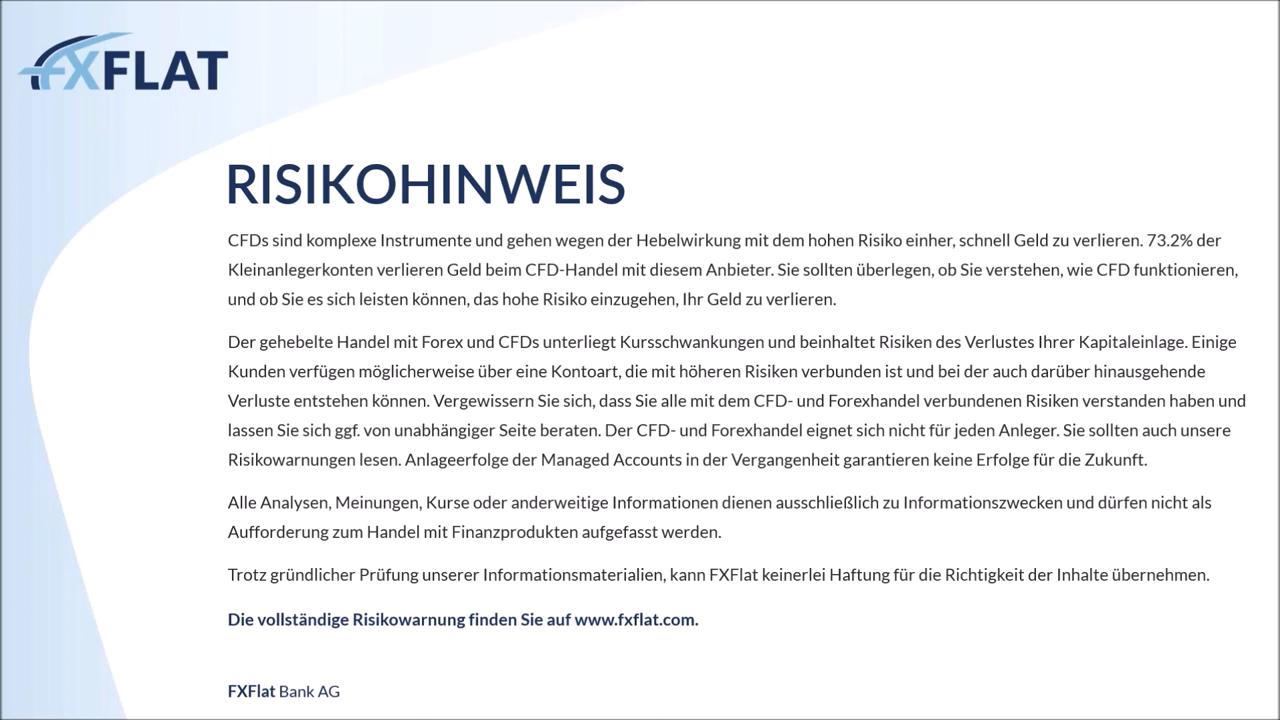 FXFLAT
RISIKOHINWEIS
CFDs sind komplexe Instrumente und gehen wegen der Hebelwirkung mit dem hohen Risiko einher, schnell Geld zu verlieren. 73.2% der
Kleinanlegerkonten verlieren Geld beim CFD-Handel mit diesem Anbieter. Sie sollten überlegen, ob Sie verstehen, wie CFD funktionieren,
und ob Sie es sich leisten können, das hohe Risiko einzugehen, Ihr Geld zu verlieren.
Der gehebelte Handel mit Forex und CFDs unterliegt Kursschwankungen und beinhaltet Risiken des Verlustes Ihrer Kapitaleinlage. Einige
Kunden verfügen möglicherweise über eine Kontoart, die mit höheren Risiken verbunden ist und bei der auch darüber hinausgehende
Verluste entstehen können. Vergewissern Sie sich, dass Sie alle mit dem CFD- und Forexhandel verbundenen Risiken verstanden haben und
lassen Sie sich ggf. von unabhängiger Seite beraten. Der CFD- und Forexhandel eignet sich nicht für jeden Anleger. Sie sollten auch unsere
Risikowarnungen lesen. Anlageerfolge der Managed Accounts in der Vergangenheit garantieren keine Erfolge für die Zukunft.
Alle Analysen, Meinungen, Kurse oder anderweitige Informationen dienen ausschließlich zu Informationszwecken und dürfen nicht als
Aufforderung zum Handel mit Finanzprodukten aufgefasst werden.
Trotz gründlicher Prüfung unserer Informationsmaterialien, kann FXFlat keinerlei Haftung für die Richtigkeit der Inhalte übernehmen.
Die vollständige Risikowarnung finden Sie auf www.fxflat.com.
FXFlat Bank AG